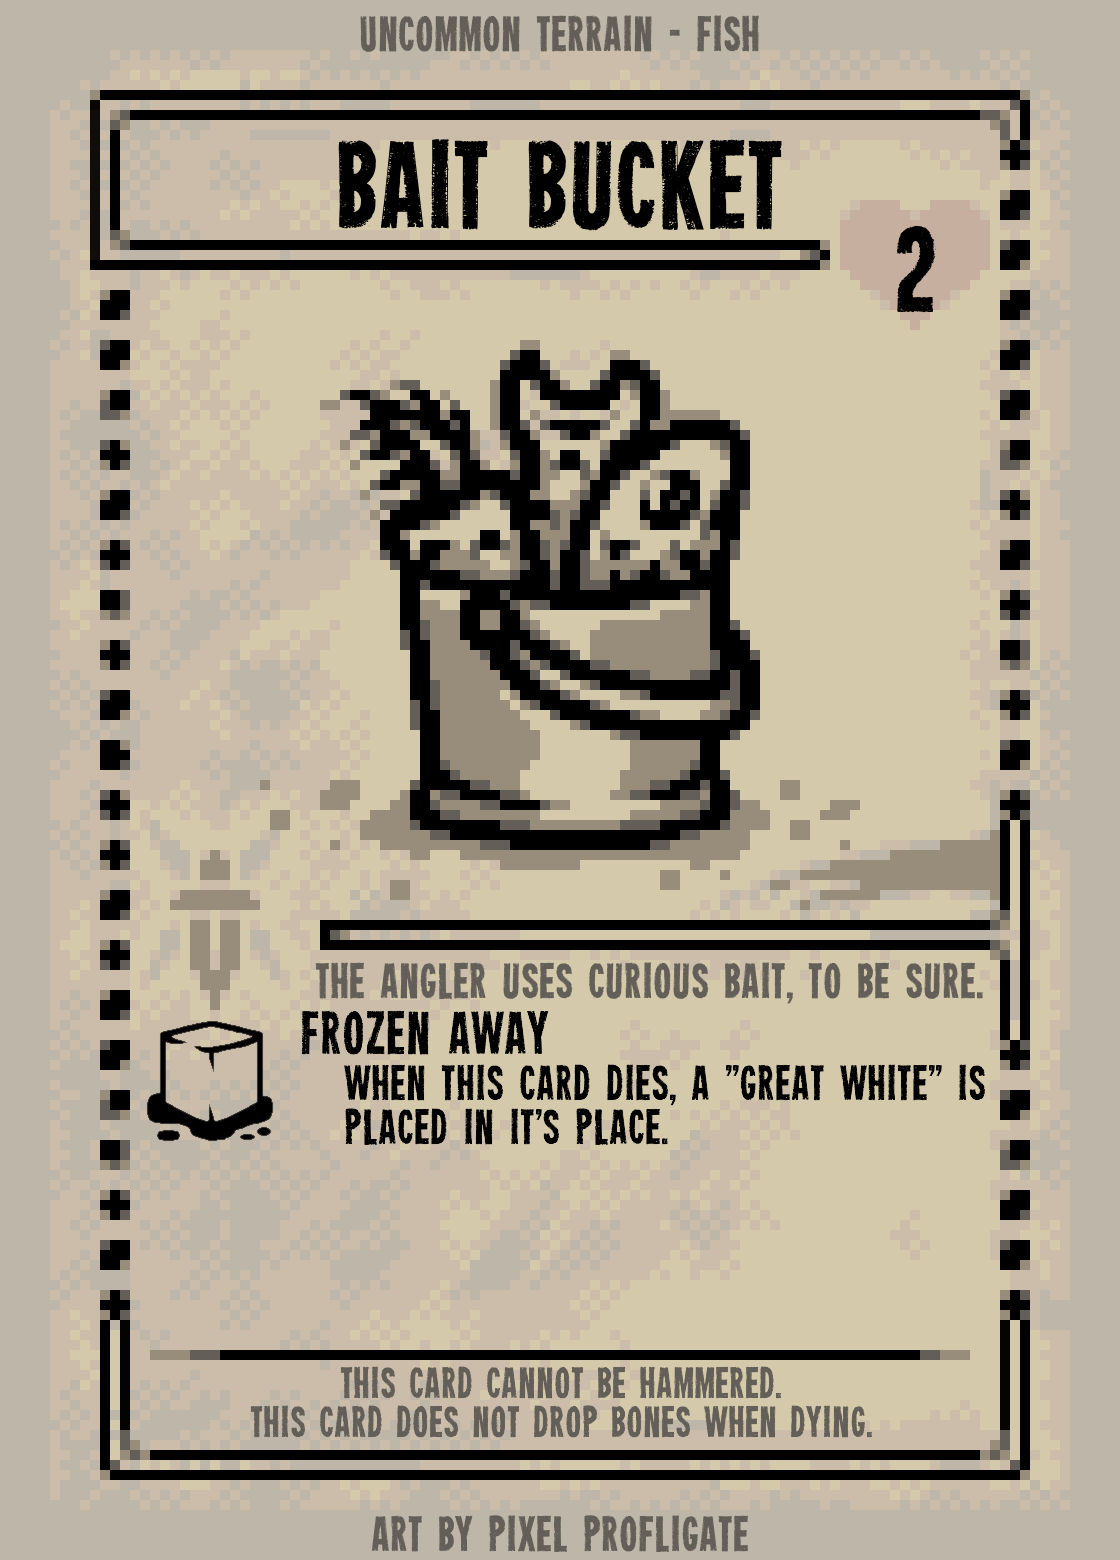 UNCOMMON TERRAIN - FISH
BAIT BUCKET
2
THE ANGLER USES CURIOUS BAIT, TO BE SURE.
FROZEN AWAY
WHEN THIS CARD DIES, A ”GREAT WHITE” IS
PLACED IN IT’S PLACE.
THIS CARD CANNOT BE HAMMERED.
THIS CARD DOES NOT DROP BONES WHEN DYING.
ART BY PIXEL PROFLIGATE